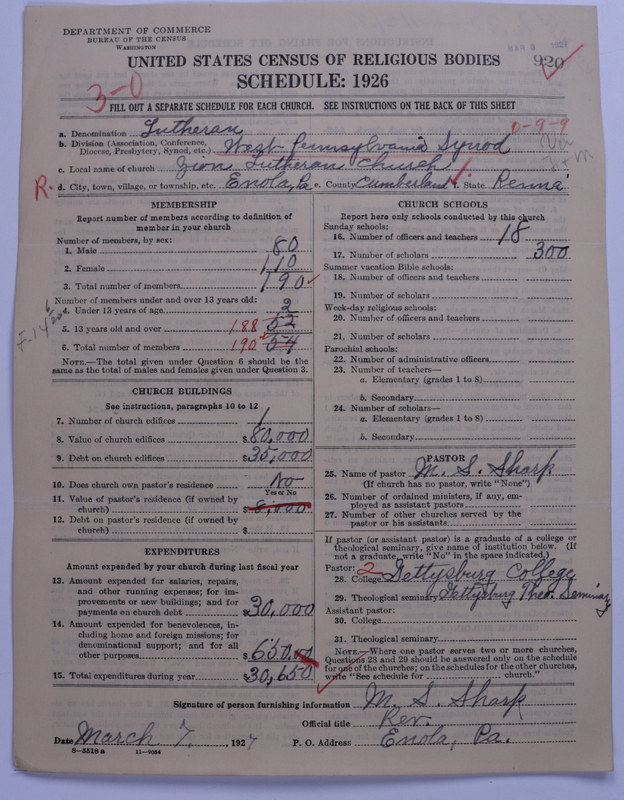 DEPARTMENT OF COMMERCE
BUREAU OF THE CENSUS
WASHINGTON
UNITED STATES CENSUS OF RELIGIOUS BODIES
920
SCHEDULE: 1926
3-0
FILL OUT A SEPARATE SCHEDULE FOR EACH CHURCH. SEE INSTRUCTIONS ON THE BACK OF THIS SHEET
a. Denomination Lutheran
0-9-9
b. Division (Association, Conference, Diocese, Presbytery, Synod, etc.) West Pennsylvania Synod
c. Local name of church Zion Lutheran Church
R. d. City, town, village, or township, etc. Enola, Pa e. County Cumberland f. State Penna
MEMBERSHIP
Report number of members according to definition of
member in your church
Number of members, by sex:
1. Male 80
2. Female 110
3. Total number of members 190
Number of members under and over 13 years old:
4. Under 13 years of age 2
5. 13 years old and over 188 52
6. Total number of members 190 54
NOTE.—The total given under Question 6 should be
same as the total of males and females given under Question 3.
CHURCH BUILDINGS
See instructions, paragraphs 10 to 12
7. Number of church edifices 1
8. Value of church edifices $80,000
9. Debt on church edifices $35,000
10. Does church own pastor's residence No
Yes or No
11. Value of pastor's residence (if owned by
church) $8,000
12. Debt on pastor's residence (if owned by
church) $
EXPENDITURES
Amount expended by your church during last fiscal year
13. Amount expended for salaries, repairs,
and other running expenses; for im-
provements or new buildings; and for
payments on church debt $30,000
14. Amount expended for benevolences, in-
cluding home and foreign missions; for
denominational support; and for all
other purposes $650.00
15. Total expenditures during year $30,650
CHURCH SCHOOLS
Report here only schools conducted by this church
Sunday schools:
16. Number of officers and teachers 18
17. Number of scholars 300
Summer vacation Bible schools:
18. Number of officers and teachers
19. Number of scholars
Week-day religious schools:
20. Number of officers and teachers
21. Number of scholars
Parochial schools:
22. Number of administrative officers
23. Number of teachers—
a. Elementary (grades 1 to 8)
b. Secondary
24. Number of scholars—
a. Elementary (grades 1 to 8)
b. Secondary
PASTOR
25. Name of pastor M. S. Sharp
(If church has no pastor, write "None")
26. Number of ordained ministers, if any, em-
ployed as assistant pastors
27. Number of other churches served by the
pastor or his assistants
If pastor (or assistant pastor) is a graduate of a college or
theological seminary, give name of institution below. (If
not a graduate, write "No" in the space indicated.)
Pastor: 2
28. College Gettysburg College
29. Theological seminary Gettysburg Theo. Seminary
Assistant pastor:
30. College
31. Theological seminary
NOTE.—Where one pastor serves two or more churches,
Questions 28 and 29 should be answered only on the schedule
for one of the churches; on the schedules for the other churches,
write "See schedule for church."
Signature of person furnishing information M. S. Sharp
Official title Rev.
Date March 7, 1927 P. O. Address Enola, Pa.
8-5518 a 11-9054